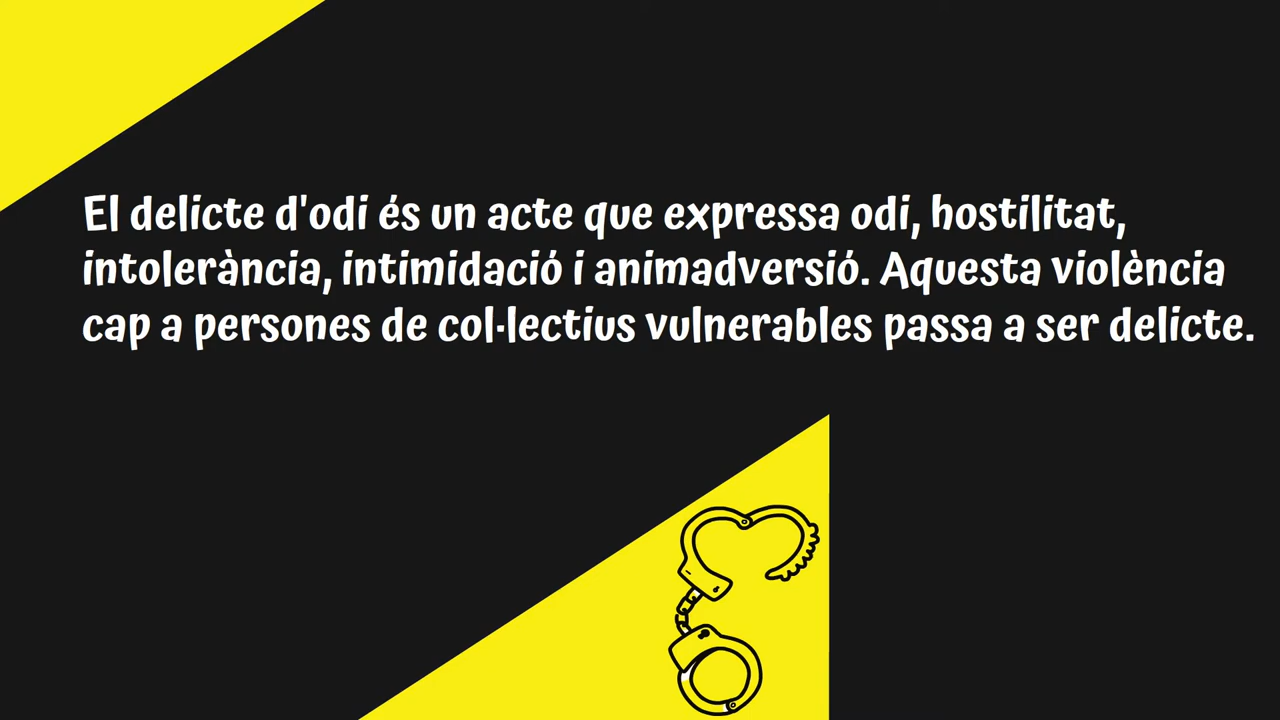 El delicte d'odi és un acte que expressa odi, hostilitat,
intolerància, intimidació i animadversió. Aquesta violència
cap a persones de col·lectius vulnerables passa a ser delicte.